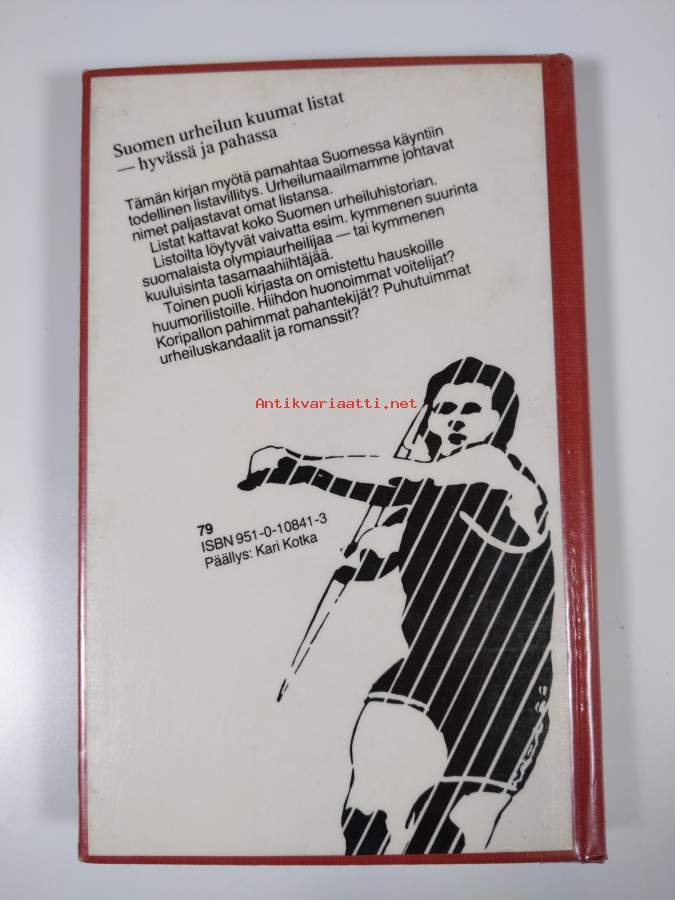 Suomen urheilun kuumat listat
— hyvässä ja pahassa
Tämän kirjan myötä pamahtaa Suomessa käyntiin
todellinen listavillitys. Urheilumaailmamme johtavat
nimet paljastavat omat listansa.
Listat kattavat koko Suomen urheiluhistorian.
Listoilta löytyvät vaivatta esim. kymmenen suurinta
suomalaista olympiaurheilijaa — tai kymmenen
kuuluisinta tasamaahiihtäjää.
Toinen puoli kirjasta on omistettu hauskoille
huumorilistoille. Hiihdon huonoimmat voitelijat?
Koripallon pahimmat pahantekijät? Puhutuimmat
urheiluskandaalit ja romanssit?
Antikvariaatti.net
79
ISBN 951-0-10841-3
Päällys: Kari Kotka